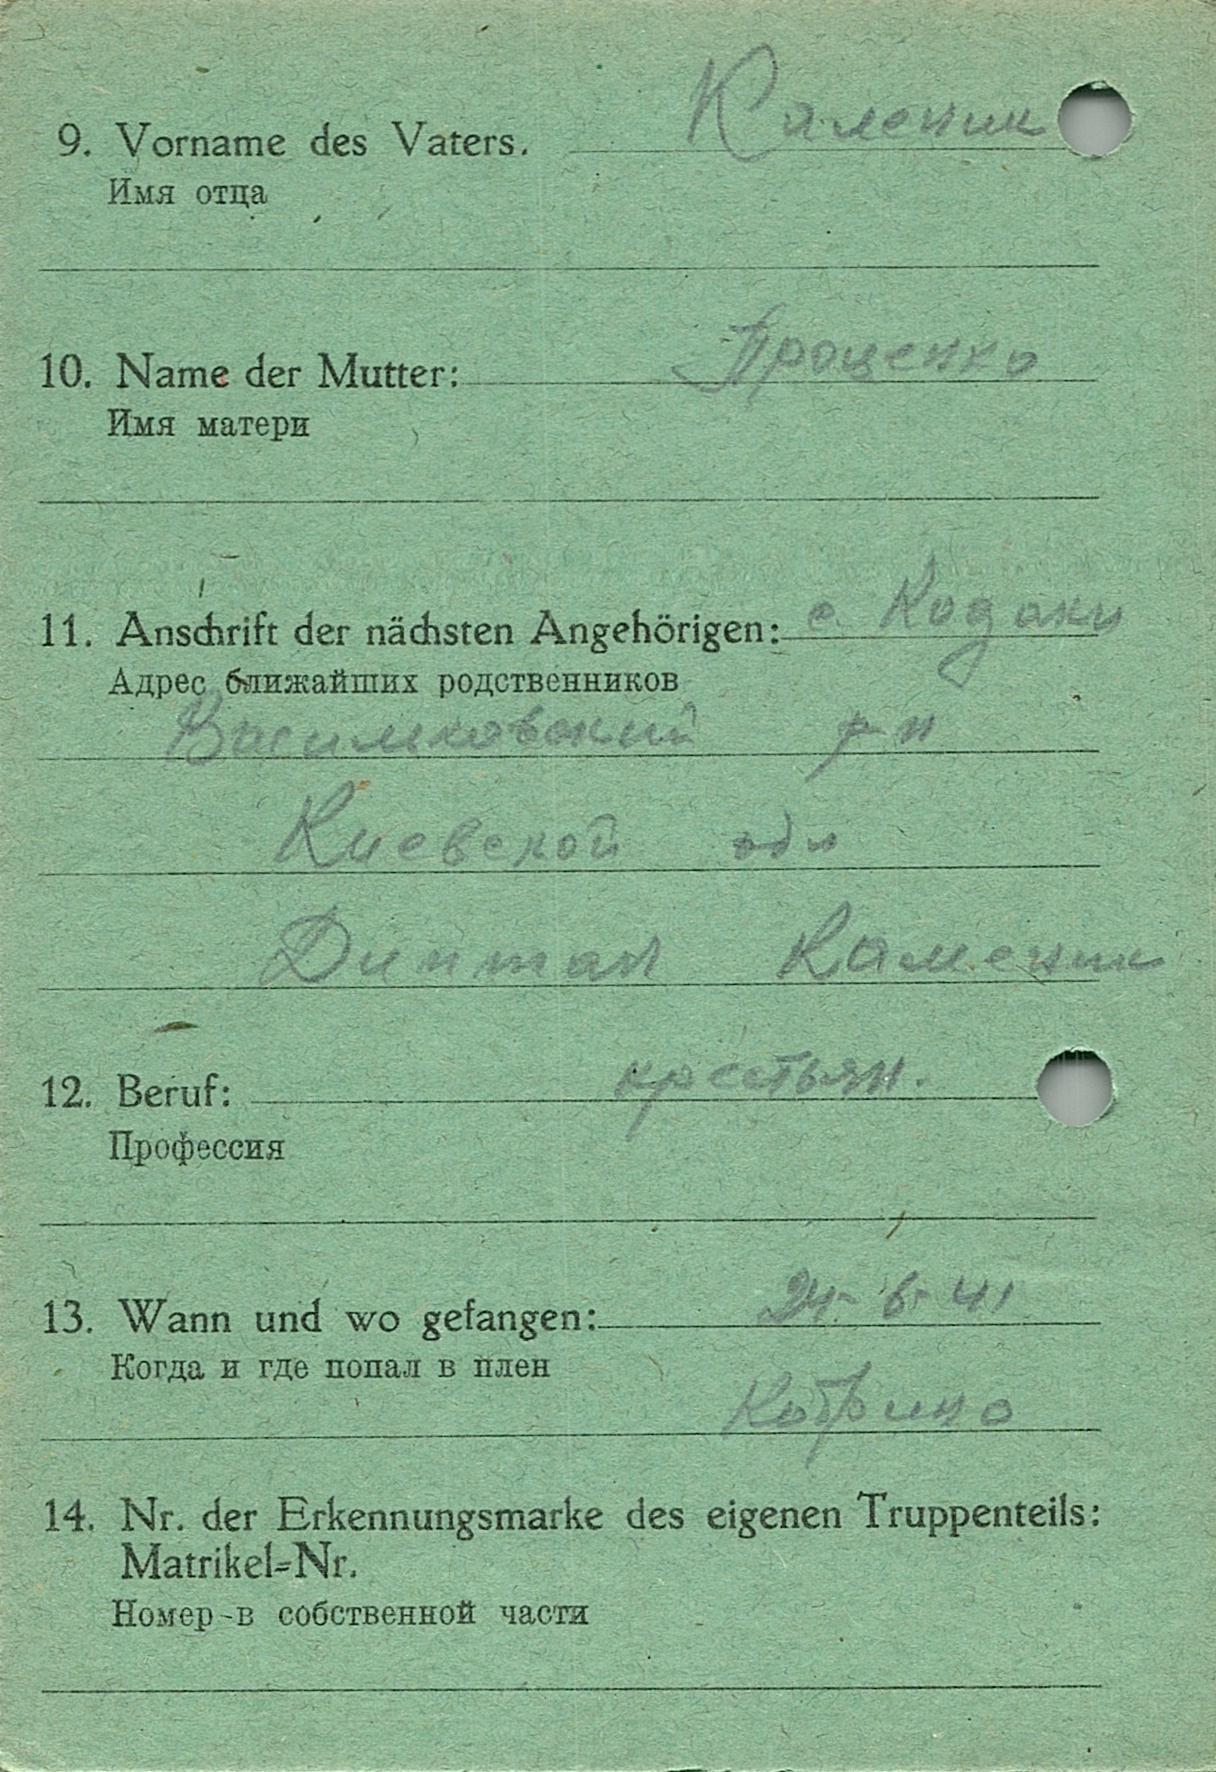 9. Vorname des Vaters. Каленик
Имя отца
10. Name der Mutter: Проценко
Имя матери
11. Anschrift der nächsten Angehörigen: с. Кодаки
Адрес ближайших родственников
Васильковский р-н
Киевской обл
Диптан Каленик
12. Beruf: крестьян.
Профессия
13. Wann und wo gefangen: 24. 6. 41
Когда и где попал в плен
Кобрино
14. Nr. der Erkennungsmarke des eigenen Truppenteils:
Matrikel-Nr.
Номер-в собственной части